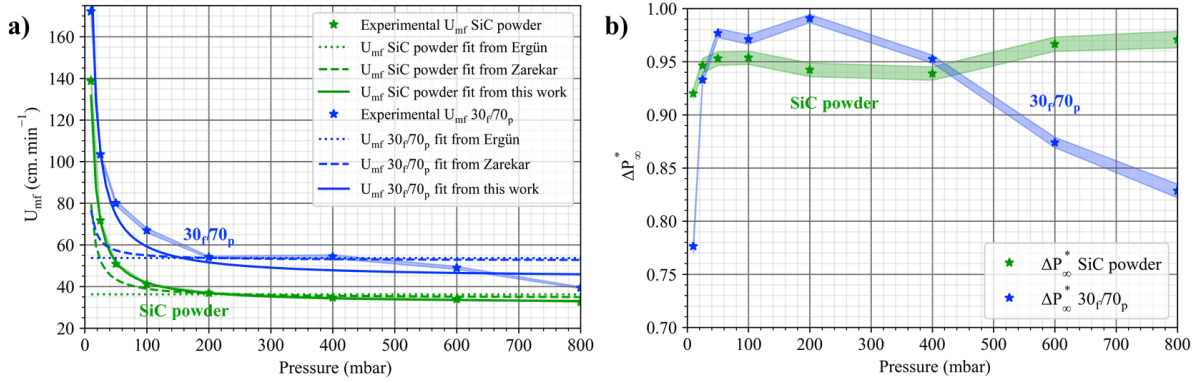 a)
160
140
120
100
80
60
40
20
U_mf (cm. min⁻¹)
0
100
200
300
400
500
600
700
800
Pressure (mbar)
Experimental U_mf SiC powder
U_mf SiC powder fit from Ergün
U_mf SiC powder fit from Zarekar
U_mf SiC powder fit from this work
Experimental U_mf 30_f/70_p
U_mf 30_f/70_p fit from Ergün
U_mf 30_f/70_p fit from Zarekar
U_mf 30_f/70_p fit from this work
30_f/70_p
SiC powder
b)
1.00
0.95
0.90
0.85
0.80
0.75
0.70
ΔP*_∞
0
100
200
300
400
500
600
700
800
Pressure (mbar)
SiC powder
30_f/70_p
ΔP*_∞ SiC powder
ΔP*_∞ 30_f/70_p